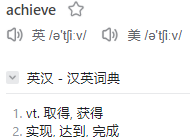 achieve
英 /ə'tʃiːv/ 美 /ə'tʃiːv/
英汉 - 汉英词典
1. vt. 取得, 获得
2. 实现, 达到, 完成